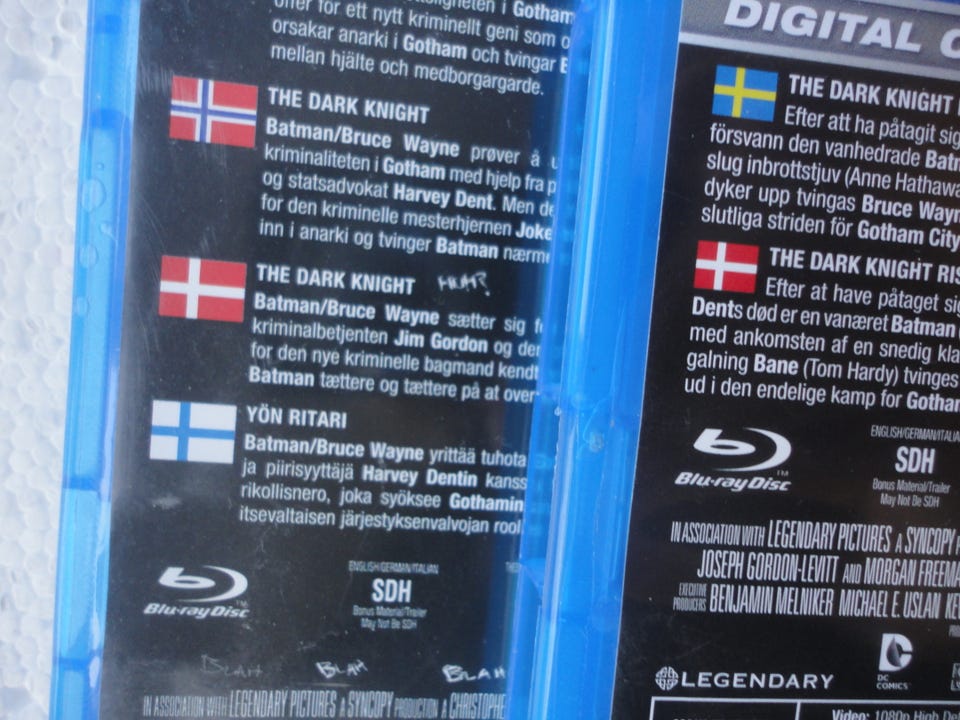 offer för ett nytt kriminellt geni som
orsakar anarki i Gotham och tvingar
mellan hjälte och medborgargarde.
THE DARK KNIGHT
Batman/Bruce Wayne prøver å
kriminaliteten i Gotham med hjelp fra
og statsadvokat Harvey Dent. Men
for den kriminelle mesterhjernen
inn i anarki og tvinger Batman
THE DARK KNIGHT HUH?
Batman/Bruce Wayne sætter sig
kriminalbetjenten Jim Gordon og
for den nye kriminelle bagmand kendt
Batman tættere og tættere på at
YÖN RITARI
Batman/Bruce Wayne yrittää
ja piirisyyttäjä Harvey Dentin
rikollisnero, joka syöksee
itsevaltaisen järjestyksenvalvojan
Blu-ray Disc TM
ENGLISH/GERMAN/ITALIAN
SDH
Bonus Material/Trailer
May Not Be SDH
BLAH BLAH BLAH
IN ASSOCIATION WITH LEGENDARY PICTURES A SYNCOPY PRODUCTION A
DIGITAL
THE DARK KNIGHT
Efter att ha påtagit sig
försvann den vanhedrade
slug inbrottstjuv (Anne
dyker upp tvingas Bruce
slutliga striden för Gotham City
THE DARK KNIGHT
Efter at have påtaget sig
Dents død er en vanæret Batman
med ankomsten af en snedig
galning Bane (Tom Hardy) tvinges
ud i den endelige kamp for
Blu-ray Disc TM
ENGLISH/GERMAN/
SDH
Bonus Material/Trailer
May Not Be SDH
IN ASSOCIATION WITH LEGENDARY PICTURES A SYNCOPY
JOSEPH GORDON-LEVITT AND MORGAN
EXECUTIVE PRODUCERS BENJAMIN MELNIKER MICHAEL E. USLAN
LEGENDARY
DC COMICS
Video: 1080p High